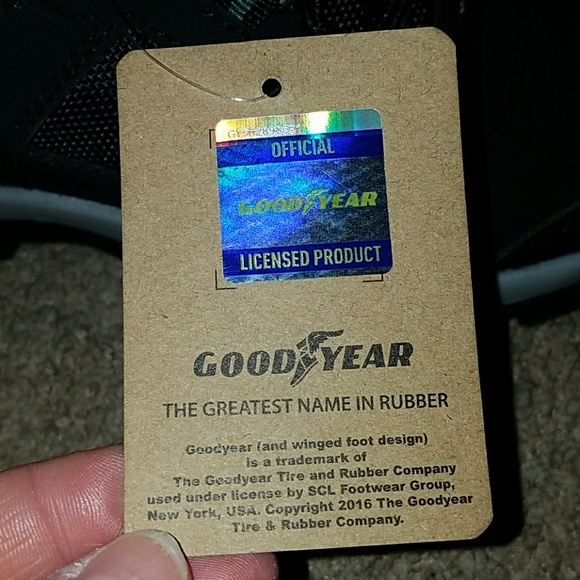 OFFICIAL
GOODYEAR
LICENSED PRODUCT
GOODYEAR
THE GREATEST NAME IN RUBBER
Goodyear (and winged foot design)
is a trademark of
The Goodyear Tire and Rubber Company
used under license by SCL Footwear Group,
New York, USA. Copyright 2016 The Goodyear
Tire & Rubber Company.